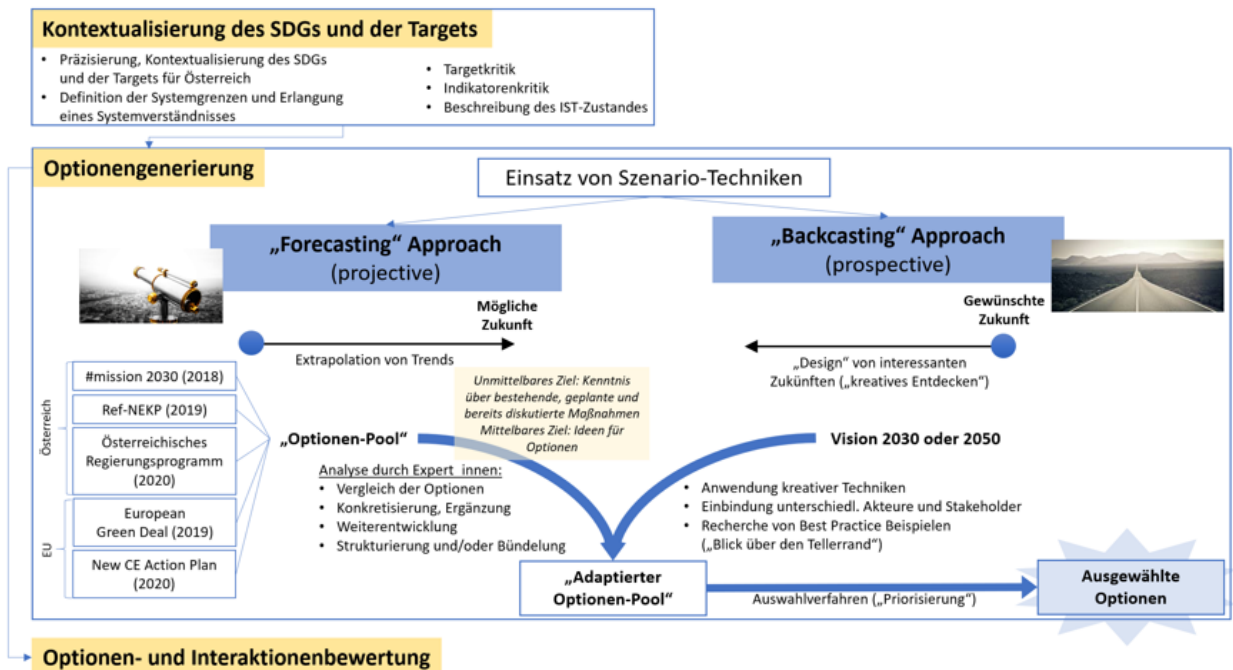 Kontextualisierung des SDGs und der Targets
• Präzisierung, Kontextualisierung des SDGs
und der Targets für Österreich
• Definition der Systemgrenzen und Erlangung
eines Systemverständnisses
• Targetkritik
• Indikatorenkritik
• Beschreibung des IST-Zustandes
Optionengenerierung
Einsatz von Szenario-Techniken
„Forecasting“ Approach
(projective)
„Backcasting“ Approach
(prospective)
Mögliche
Zukunft
Extrapolation von Trends
Gewünschte
Zukunft
„Design“ von interessanten
Zukünften („kreatives Entdecken“)
Österreich
#mission 2030 (2018)
Ref-NEKP (2019)
Österreichisches
Regierungsprogramm
(2020)
EU
European
Green Deal (2019)
New CE Action Plan
(2020)
Unmittelbares Ziel: Kenntnis
über bestehende, geplante und
bereits diskutierte Maßnahmen
Mittelbares Ziel: Ideen für
Optionen
„Optionen-Pool“
Analyse durch Expert_innen:
• Vergleich der Optionen
• Konkretisierung, Ergänzung
• Weiterentwicklung
• Strukturierung und/oder Bündelung
Vision 2030 oder 2050
• Anwendung kreativer Techniken
• Einbindung unterschiedl. Akteure und Stakeholder
• Recherche von Best Practice Beispielen
(„Blick über den Tellerrand“)
„Adaptierter
Optionen-Pool“
Auswahlverfahren („Priorisierung“)
Ausgewählte
Optionen
Optionen- und Interaktionenbewertung